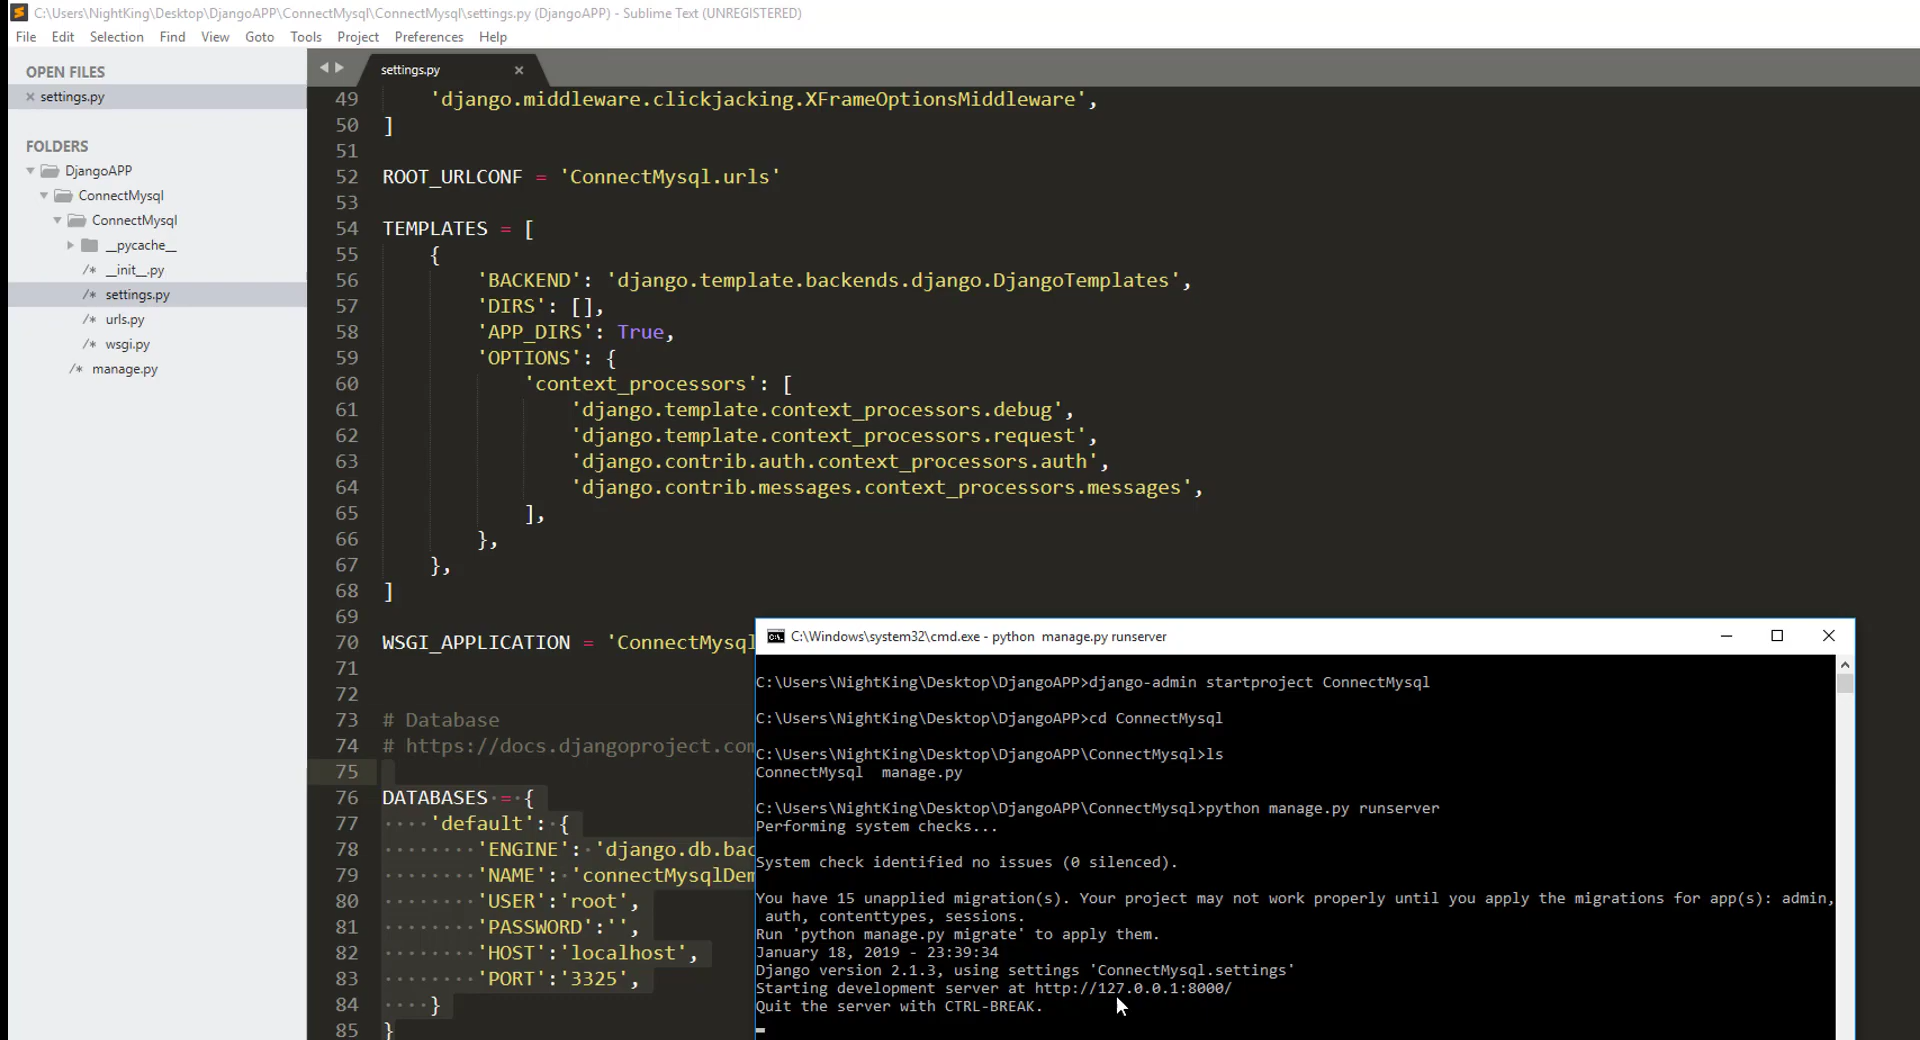 C:\Users\NightKing\Desktop\DjangoAPP\ConnectMysql\ConnectMysql\settings.py (DjangoAPP) - Sublime Text (UNREGISTERED)
File Edit Selection Find View Goto Tools Project Preferences Help
OPEN FILES
settings.py
FOLDERS
DjangoAPP
ConnectMysql
ConnectMysql
__pycache__
/* __init__.py
/* settings.py
/* urls.py
/* wsgi.py
/* manage.py
settings.py
49 'django.middleware.clickjacking.XFrameOptionsMiddleware',
50 ]
51
52 ROOT_URLCONF = 'ConnectMysql.urls'
53
54 TEMPLATES = [
55 {
56 'BACKEND': 'django.template.backends.django.DjangoTemplates',
57 'DIRS': [],
58 'APP_DIRS': True,
59 'OPTIONS': {
60 'context_processors': [
61 'django.template.context_processors.debug',
62 'django.template.context_processors.request',
63 'django.contrib.auth.context_processors.auth',
64 'django.contrib.messages.context_processors.messages',
65 ],
66 },
67 },
68 ]
69
70 WSGI_APPLICATION = 'ConnectMysql
71
72
73 # Database
74 # https://docs.djangoproject.com
75
76 DATABASES = {
77 'default': {
78 'ENGINE': 'django.db.bac
79 'NAME': 'connectMysqlDem
80 'USER':'root',
81 'PASSWORD':'',
82 'HOST':'localhost',
83 'PORT':'3325',
84 }
85 }
C:\Windows\system32\cmd.exe - python  manage.py runserver
C:\Users\NightKing\Desktop\DjangoAPP>django-admin startproject ConnectMysql
C:\Users\NightKing\Desktop\DjangoAPP>cd ConnectMysql
C:\Users\NightKing\Desktop\DjangoAPP\ConnectMysql>ls
ConnectMysql  manage.py
C:\Users\NightKing\Desktop\DjangoAPP\ConnectMysql>python manage.py runserver
Performing system checks...
System check identified no issues (0 silenced).
You have 15 unapplied migration(s). Your project may not work properly until you apply the migrations for app(s): admin,
auth, contenttypes, sessions.
Run 'python manage.py migrate' to apply them.
January 18, 2019 - 23:39:34
Django version 2.1.3, using settings 'ConnectMysql.settings'
Starting development server at http://127.0.0.1:8000/
Quit the server with CTRL-BREAK.